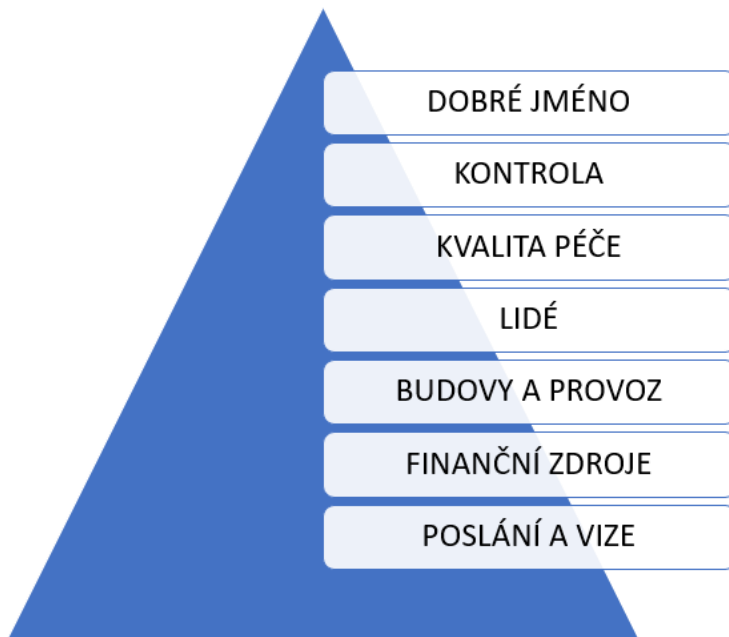 DOBRÉ JMÉNO
KONTROLA
KVALITA PÉČE
LIDÉ
BUDOVY A PROVOZ
FINANČNÍ ZDROJE
POSLÁNÍ A VIZE